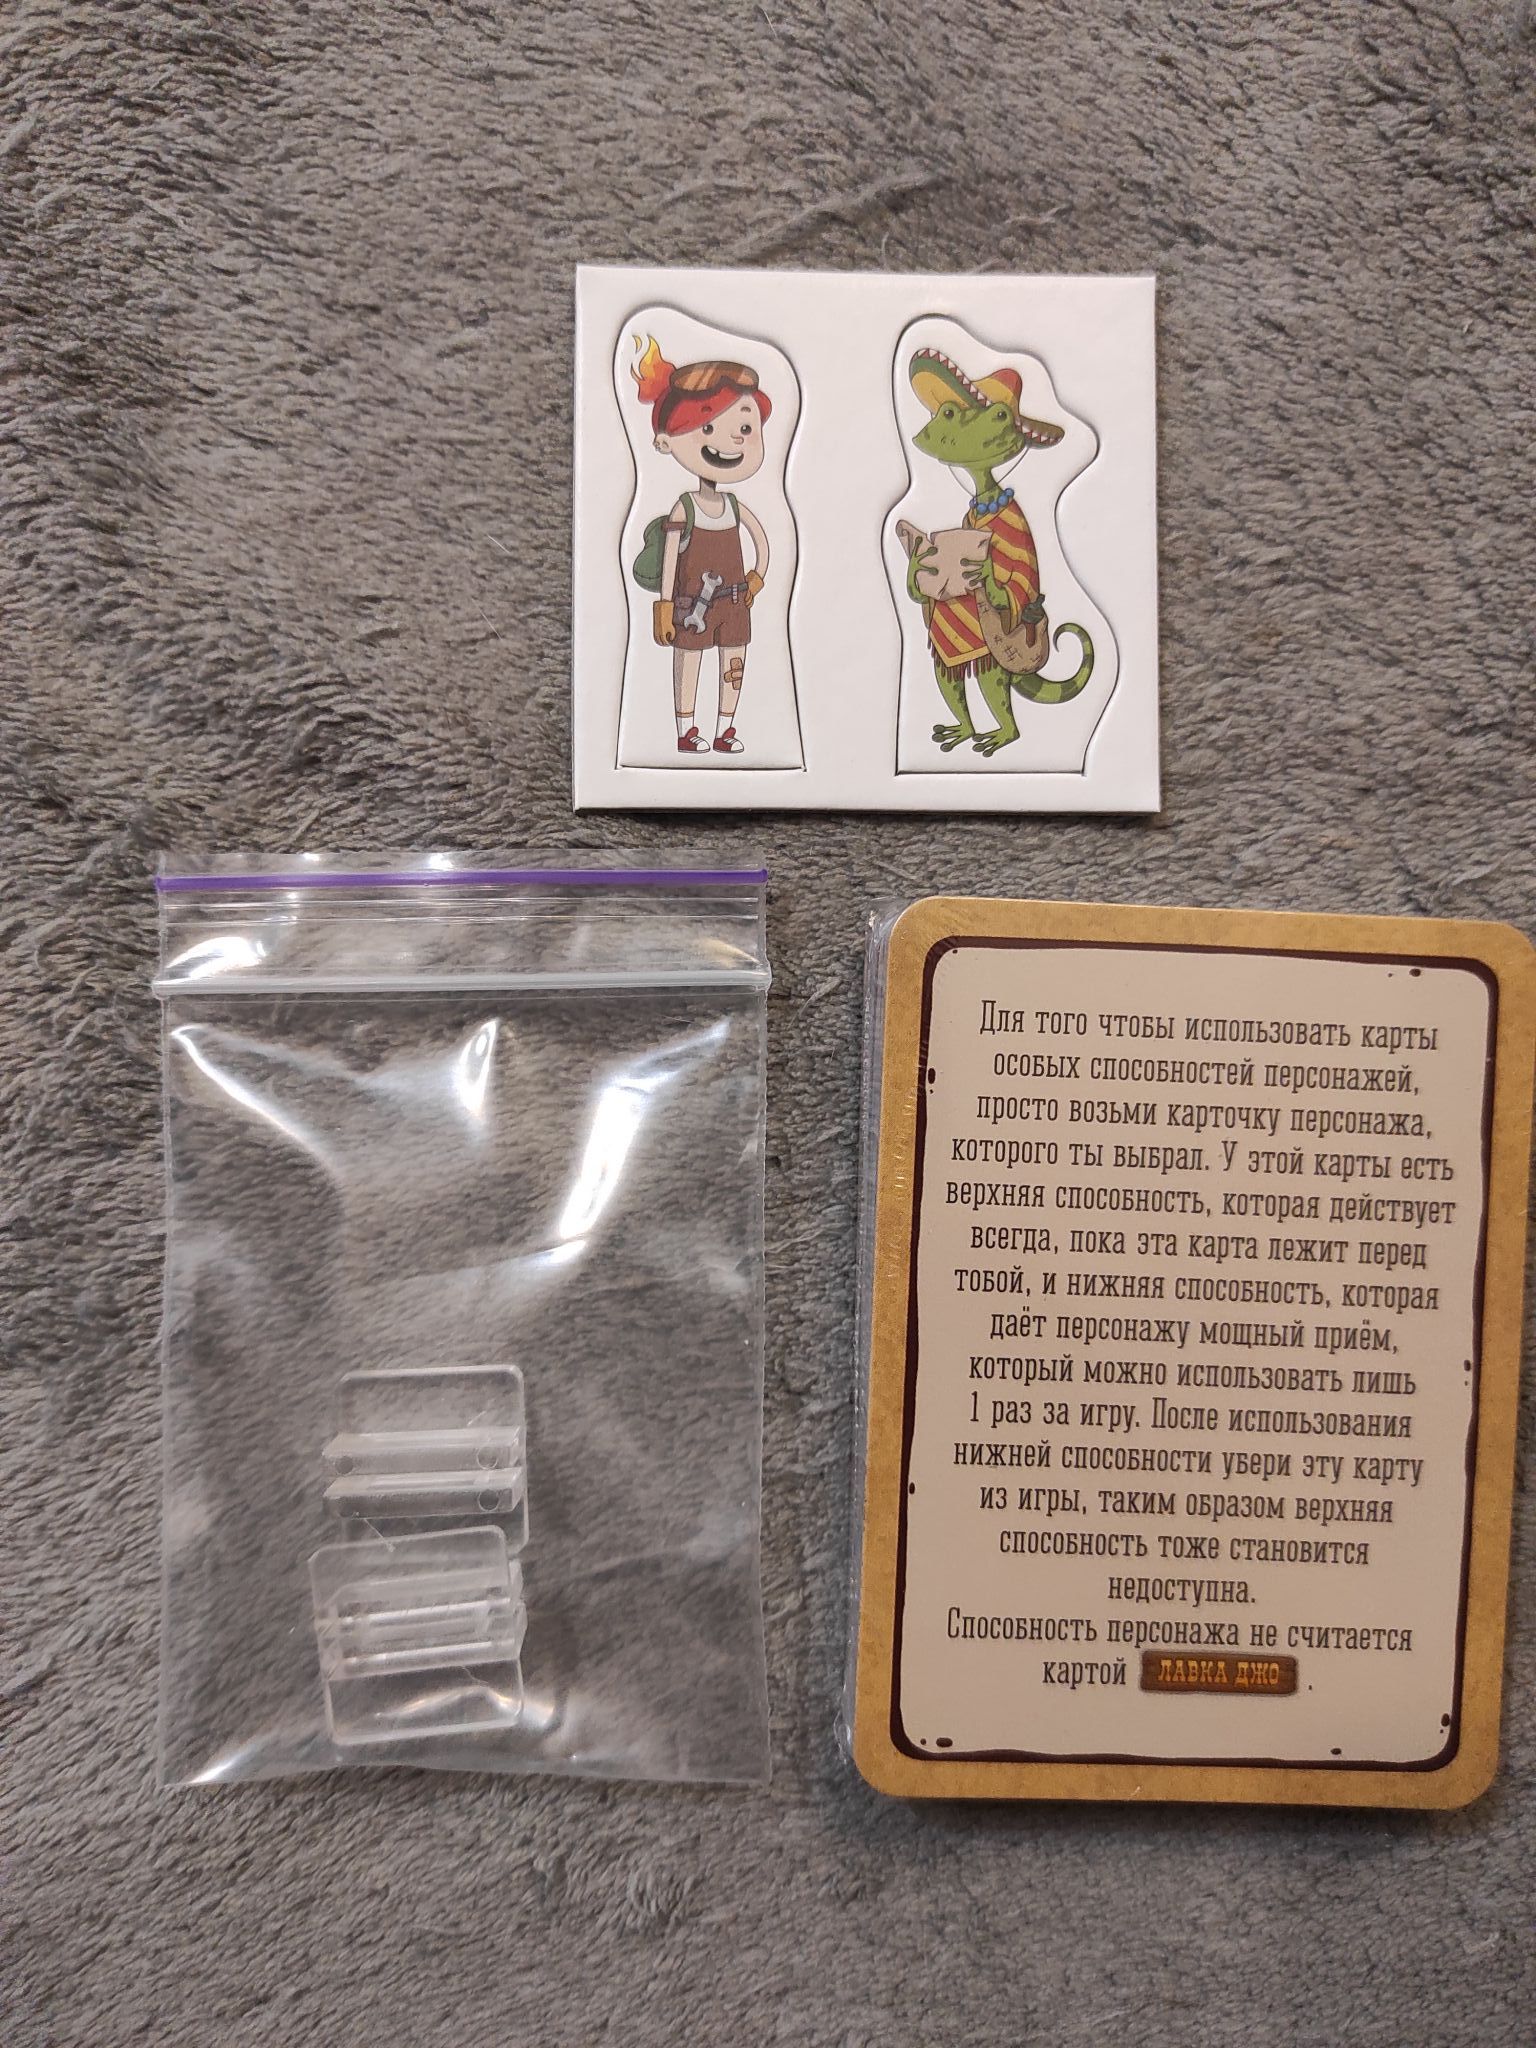 Для того чтобы использовать карты
особых способностей персонажей,
просто возьми карточку персонажа,
которого ты выбрал. У этой карты есть
верхняя способность, которая действует
всегда, пока эта карта лежит перед
тобой, и нижняя способность, которая
даёт персонажу мощный приём,
который можно использовать лишь
1 раз за игру. После использования
нижней способности убери эту карту
из игры, таким образом верхняя
способность тоже становится
недоступна.
Способность персонажа не считается
картой ЛАВКА ДЖО .